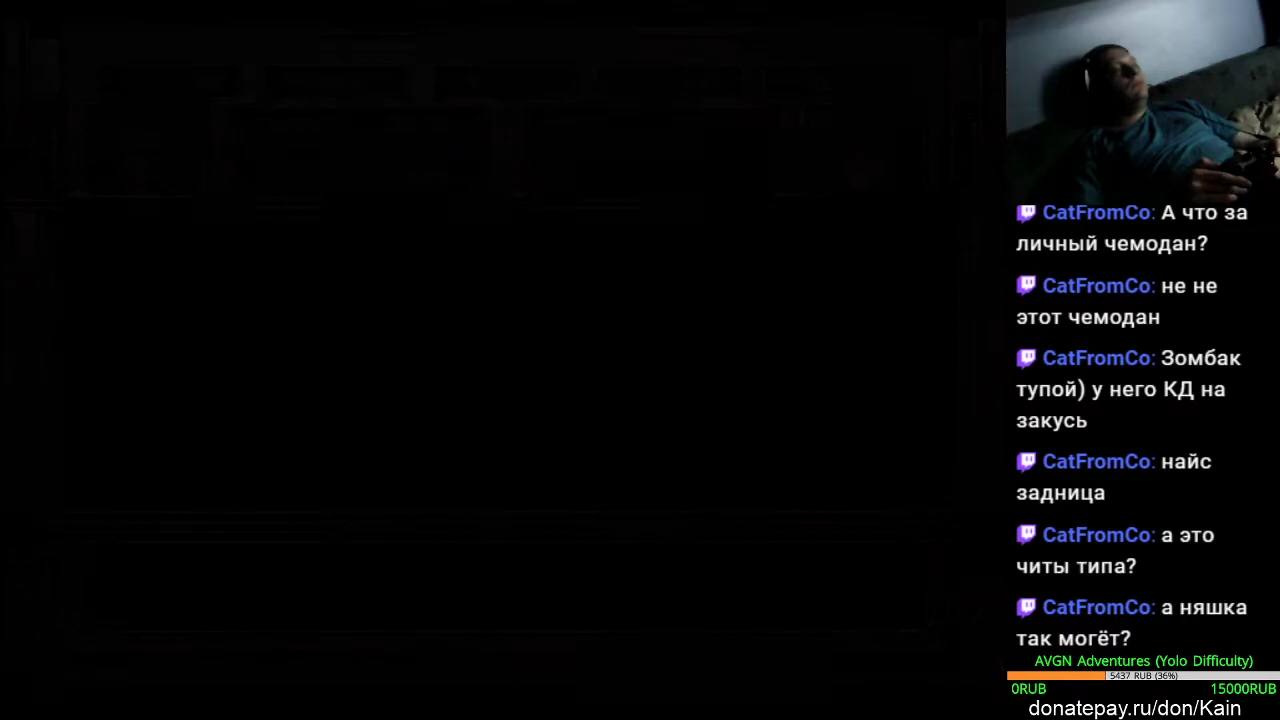 CatFromCo: А что за
личный чемодан?
CatFromCo: не не
этот чемодан
CatFromCo: Зомбак
тупой) у него КД на
закусь
CatFromCo: найс
задница
CatFromCo: а это
читы типа?
CatFromCo: а няшка
так могёт?
AVGN Adventures (Yolo Difficulty)
5437 RUB (36%)
0RUB 15000RUB
donatepay.ru/don/Kain